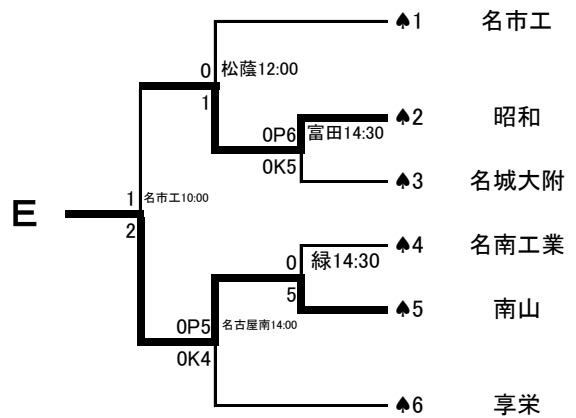 ♠1 名市工
0 松蔭12:00
1
♠2 昭和
0P6 富田14:30
0K5
♠3 名城大附
1 名市工10:00
E
2
♠4 名南工業
0 緑14:30
5
♠5 南山
0P5 名古屋南14:00
0K4
♠6 享栄